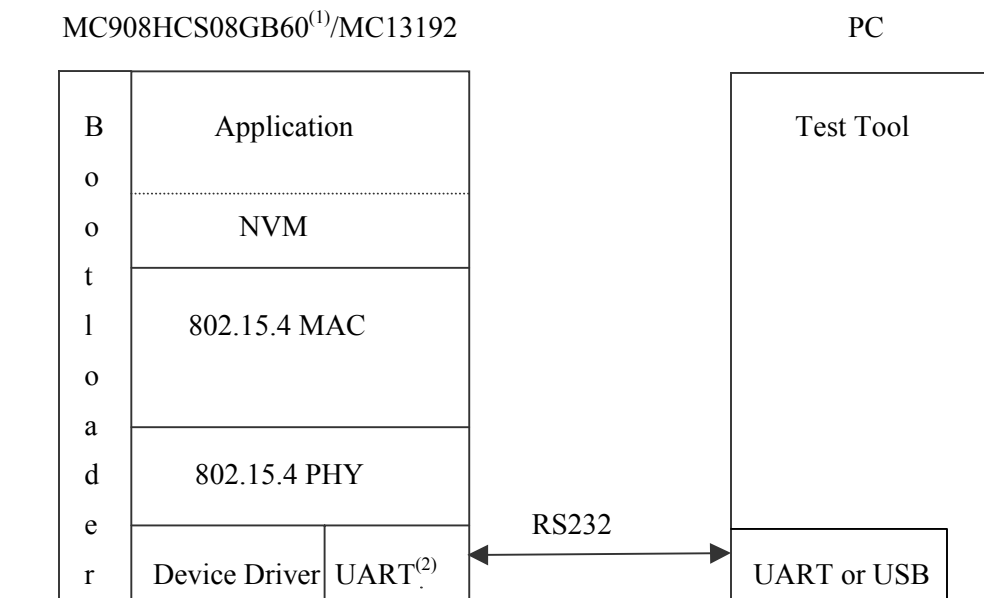 MC908HCS08GB60(1)/MC13192
PC
Bootloader
Application
NVM
802.15.4 MAC
802.15.4 PHY
Device Driver
UART(2)
RS232
Test Tool
UART or USB